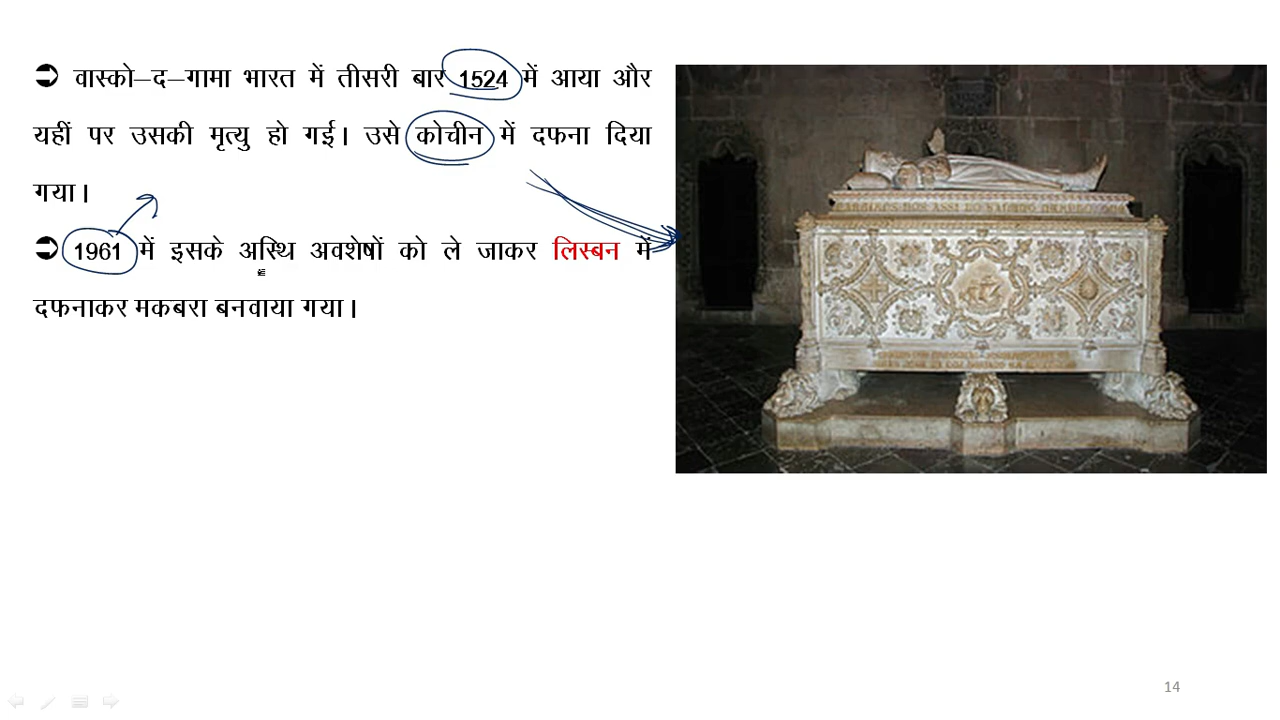 ➲ वास्को–द–गामा भारत में तीसरी बार 1524 में आया और
यहीं पर उसकी मृत्यु हो गई। उसे कोचीन में दफना दिया
गया।
➲ 1961 में इसके अस्थि अवशेषों को ले जाकर लिस्बन में
दफनाकर मकबरा बनवाया गया।
14